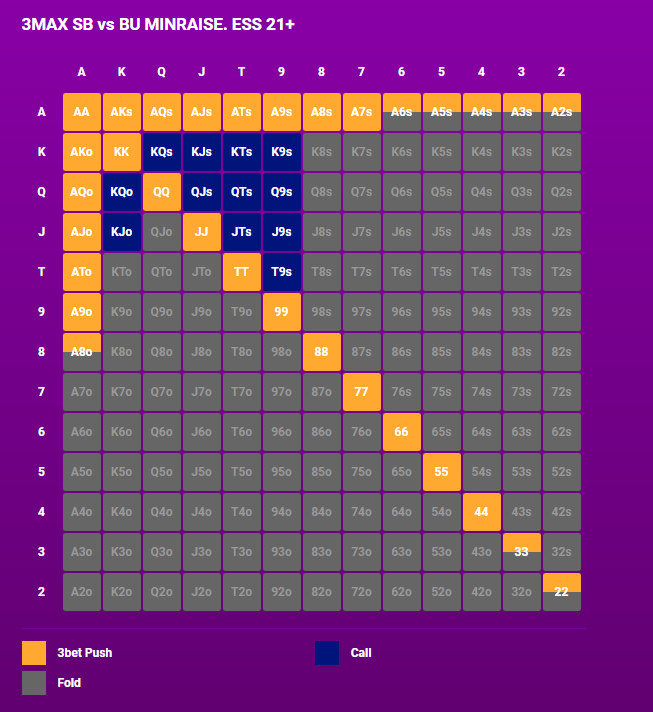 3MAX SB vs BU MINRAISE. ESS 21+
A K Q J T 9 8 7 6 5 4 3 2
A AA AKs AQs AJs ATs A9s A8s A7s A6s A5s A4s A3s A2s
K AKo KK KQs KJs KTs K9s K8s K7s K6s K5s K4s K3s K2s
Q AQo KQo QQ QJs QTs Q9s Q8s Q7s Q6s Q5s Q4s Q3s Q2s
J AJo KJo QJo JJ JTs J9s J8s J7s J6s J5s J4s J3s J2s
T ATo KTo QTo JTo TT T9s T8s T7s T6s T5s T4s T3s T2s
9 A9o K9o Q9o J9o T9o 99 98s 97s 96s 95s 94s 93s 92s
8 A8o K8o Q8o J8o T8o 98o 88 87s 86s 85s 84s 83s 82s
7 A7o K7o Q7o J7o T7o 97o 87o 77 76s 75s 74s 73s 72s
6 A6o K6o Q6o J6o T6o 96o 86o 76o 66 65s 64s 63s 62s
5 A5o K5o Q5o J5o T5o 95o 85o 75o 65o 55 54s 53s 52s
4 A4o K4o Q4o J4o T4o 94o 84o 74o 64o 54o 44 43s 42s
3 A3o K3o Q3o J3o T3o 93o 83o 73o 63o 53o 43o 33 32s
2 A2o K2o Q2o J2o T2o 92o 82o 72o 62o 52o 42o 32o 22
3bet Push Call
Fold